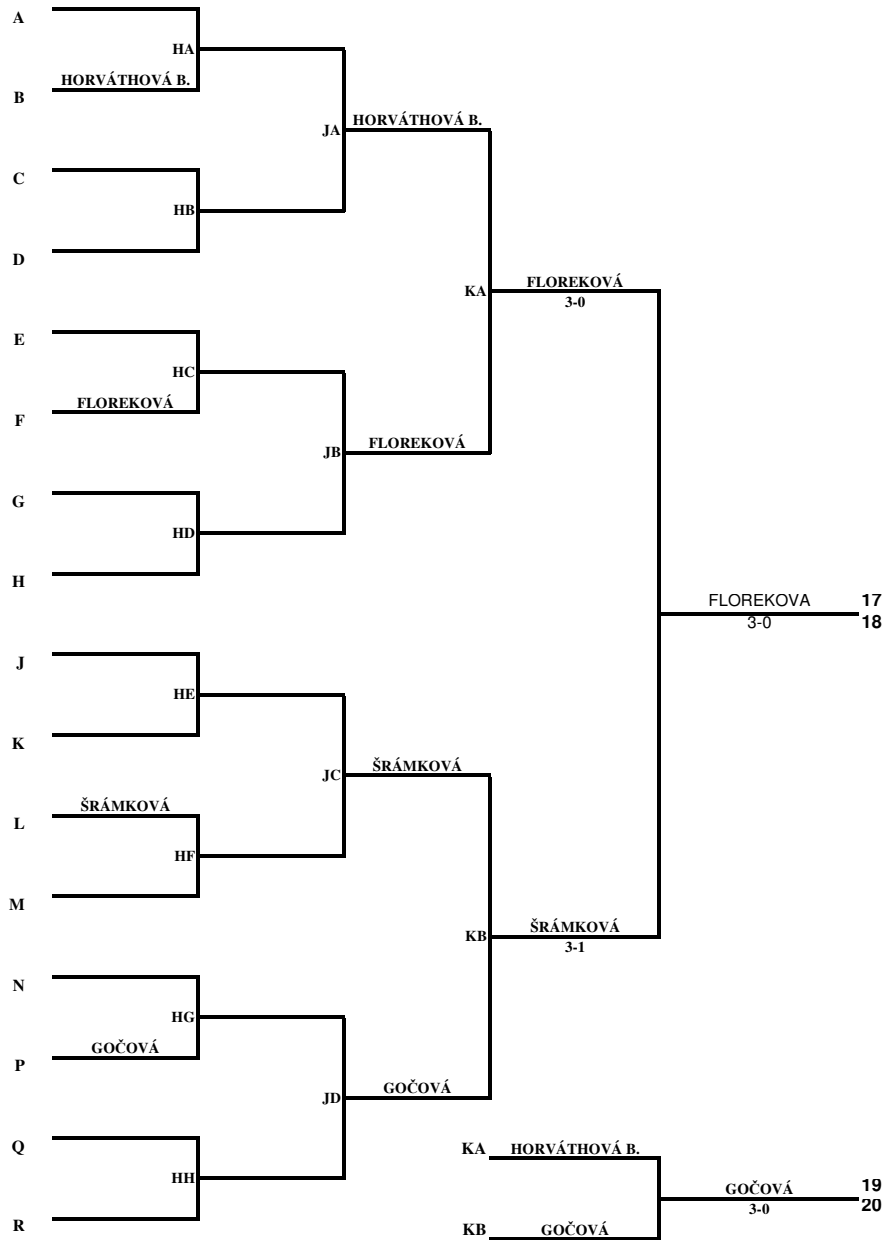 A
HA
HORVÁTHOVÁ B.
B
JA
HORVÁTHOVÁ B.
C
HB
D
KA
FLOREKOVÁ
3-0
E
HC
FLOREKOVÁ
F
JB
FLOREKOVÁ
G
HD
H
FLOREKOVA
17
3-0
18
J
HE
K
JC
ŠRÁMKOVÁ
ŠRÁMKOVÁ
L
HF
M
KB
ŠRÁMKOVÁ
3-1
N
HG
GOČOVÁ
P
JD
GOČOVÁ
Q
KA
HORVÁTHOVÁ B.
HH
GOČOVÁ
19
3-0
20
R
KB
GOČOVÁ